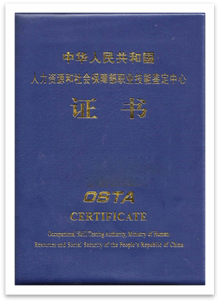 中华人民共和国
人力资源和社会保障部职业技能鉴定中心
证书
OSTA
CERTIFICATE
Occupational Skill Testing Authority, Ministry of Human
Resources and Social Security of the People's Republic of China